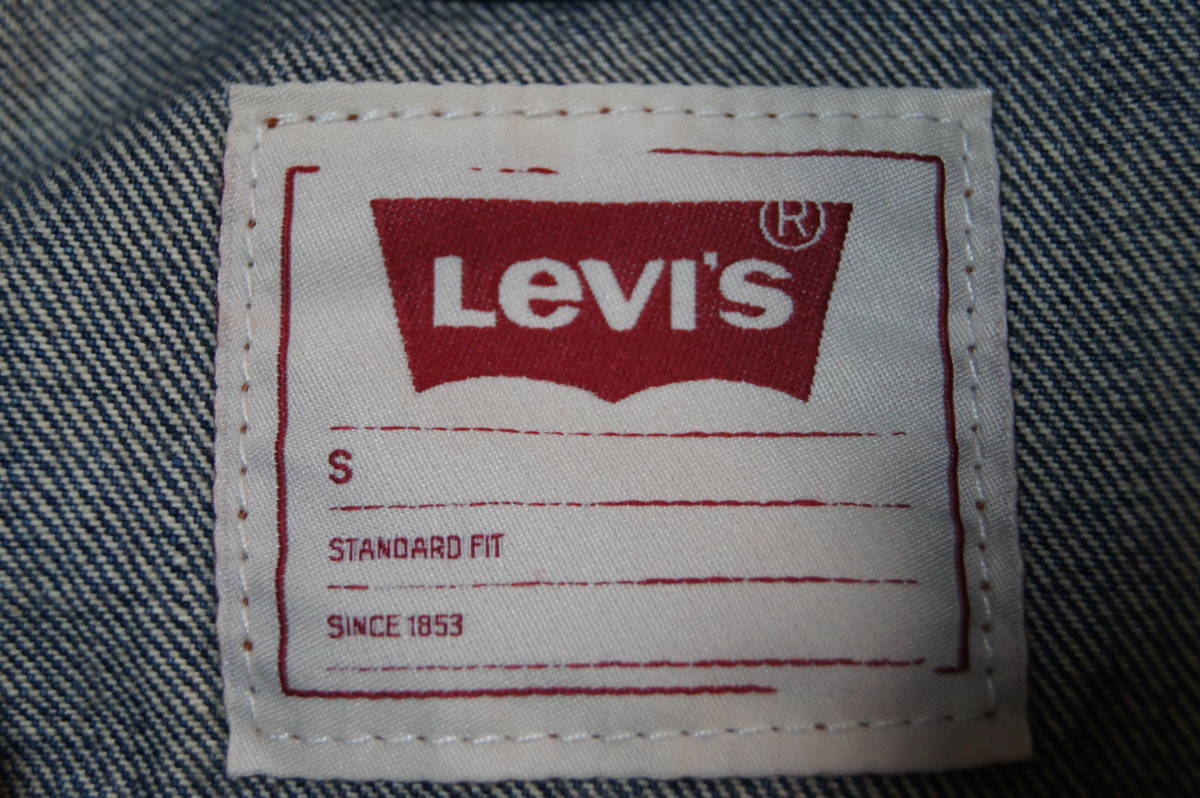 Levi's®
S
STANDARD FIT
SINCE 1853